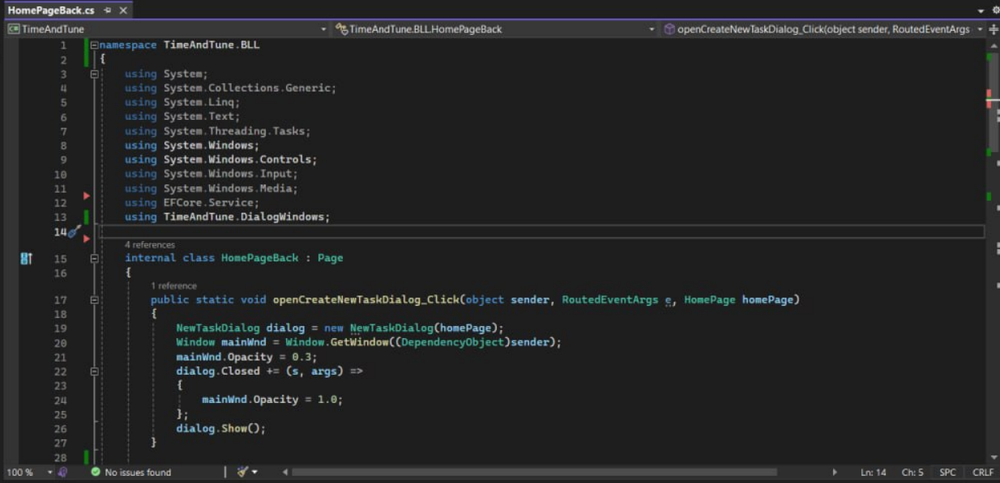 HomePageBack.cs
TimeAndTune TimeAndTune.BLL.HomePageBack openCreateNewTaskDialog_Click(object sender, RoutedEventArgs
1 namespace TimeAndTune.BLL
2 {
3 using System;
4 using System.Collections.Generic;
5 using System.Linq;
6 using System.Text;
7 using System.Threading.Tasks;
8 using System.Windows;
9 using System.Windows.Controls;
10 using System.Windows.Input;
11 using System.Windows.Media;
12 using EFCore.Service;
13 using TimeAndTune.DialogWindows;
14
4 references
15 internal class HomePageBack : Page
16 {
1 reference
17 public static void openCreateNewTaskDialog_Click(object sender, RoutedEventArgs e, HomePage homePage)
18 {
19 NewTaskDialog dialog = new NewTaskDialog(homePage);
20 Window mainWnd = Window.GetWindow((DependencyObject)sender);
21 mainWnd.Opacity = 0.3;
22 dialog.Closed += (s, args) =>
23 {
24 mainWnd.Opacity = 1.0;
25 };
26 dialog.Show();
27 }
28
100 % No issues found Ln: 14 Ch: 5 SPC CRLF